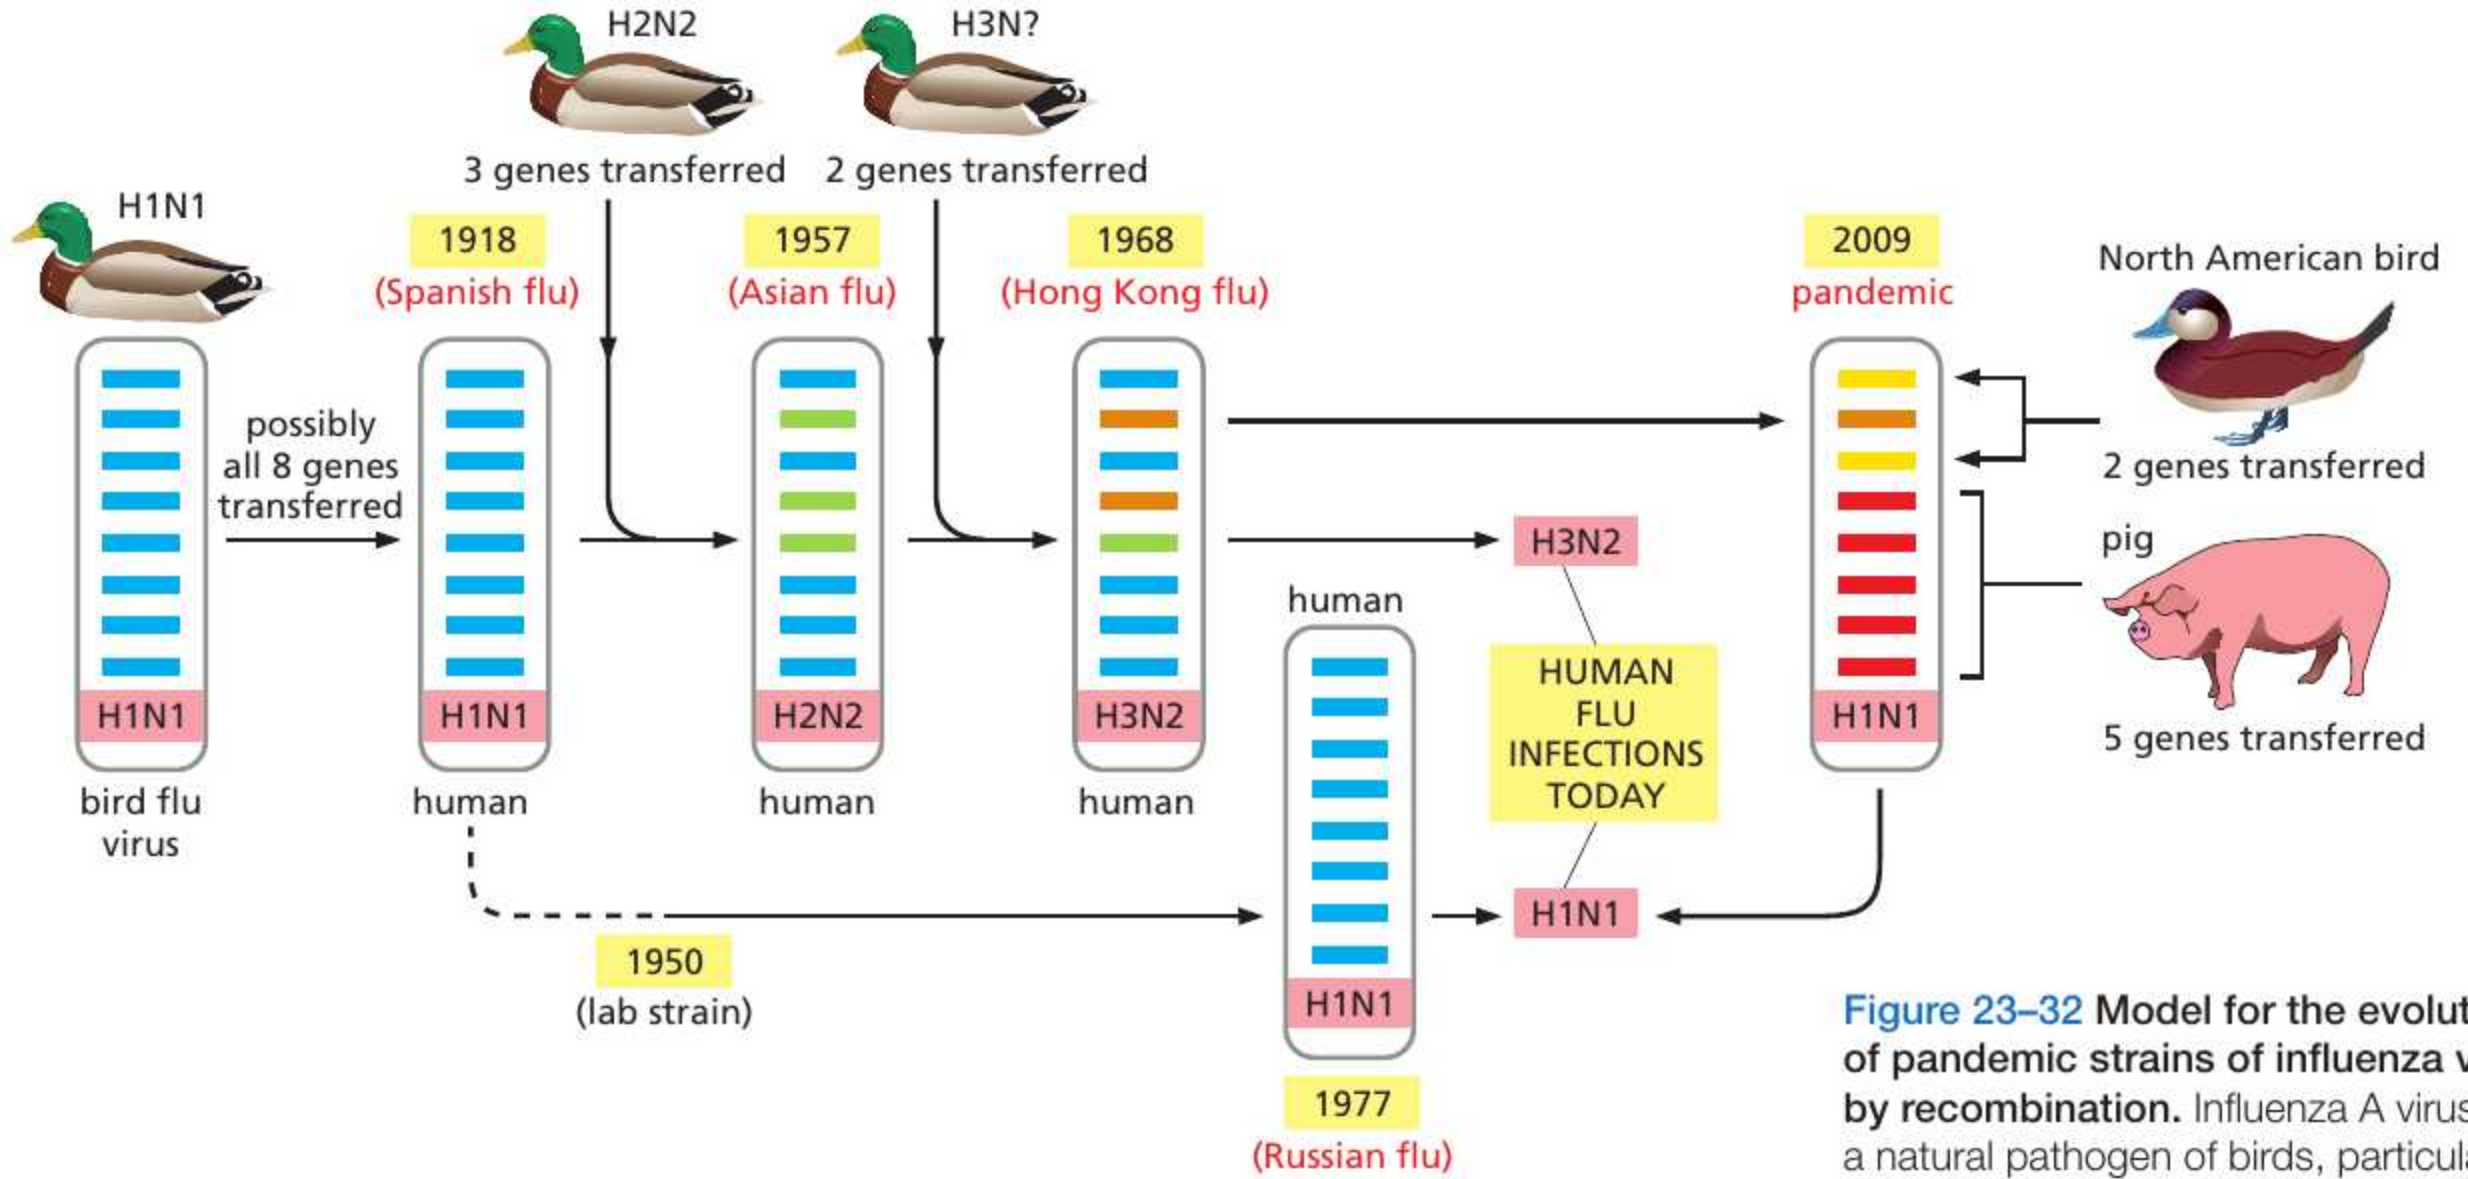 H2N2
H3N?
3 genes transferred
2 genes transferred
H1N1
1918
(Spanish flu)
1957
(Asian flu)
1968
(Hong Kong flu)
2009
pandemic
North American bird
possibly
all 8 genes
transferred
2 genes transferred
pig
5 genes transferred
H1N1
H1N1
H2N2
H3N2
H1N1
bird flu
virus
human
human
human
H3N2
human
HUMAN
FLU
INFECTIONS
TODAY
H1N1
1950
(lab strain)
H1N1
1977
(Russian flu)
Figure 23–32 Model for the
of pandemic strains of influenza
by recombination. Influenza A
a natural pathogen of birds,